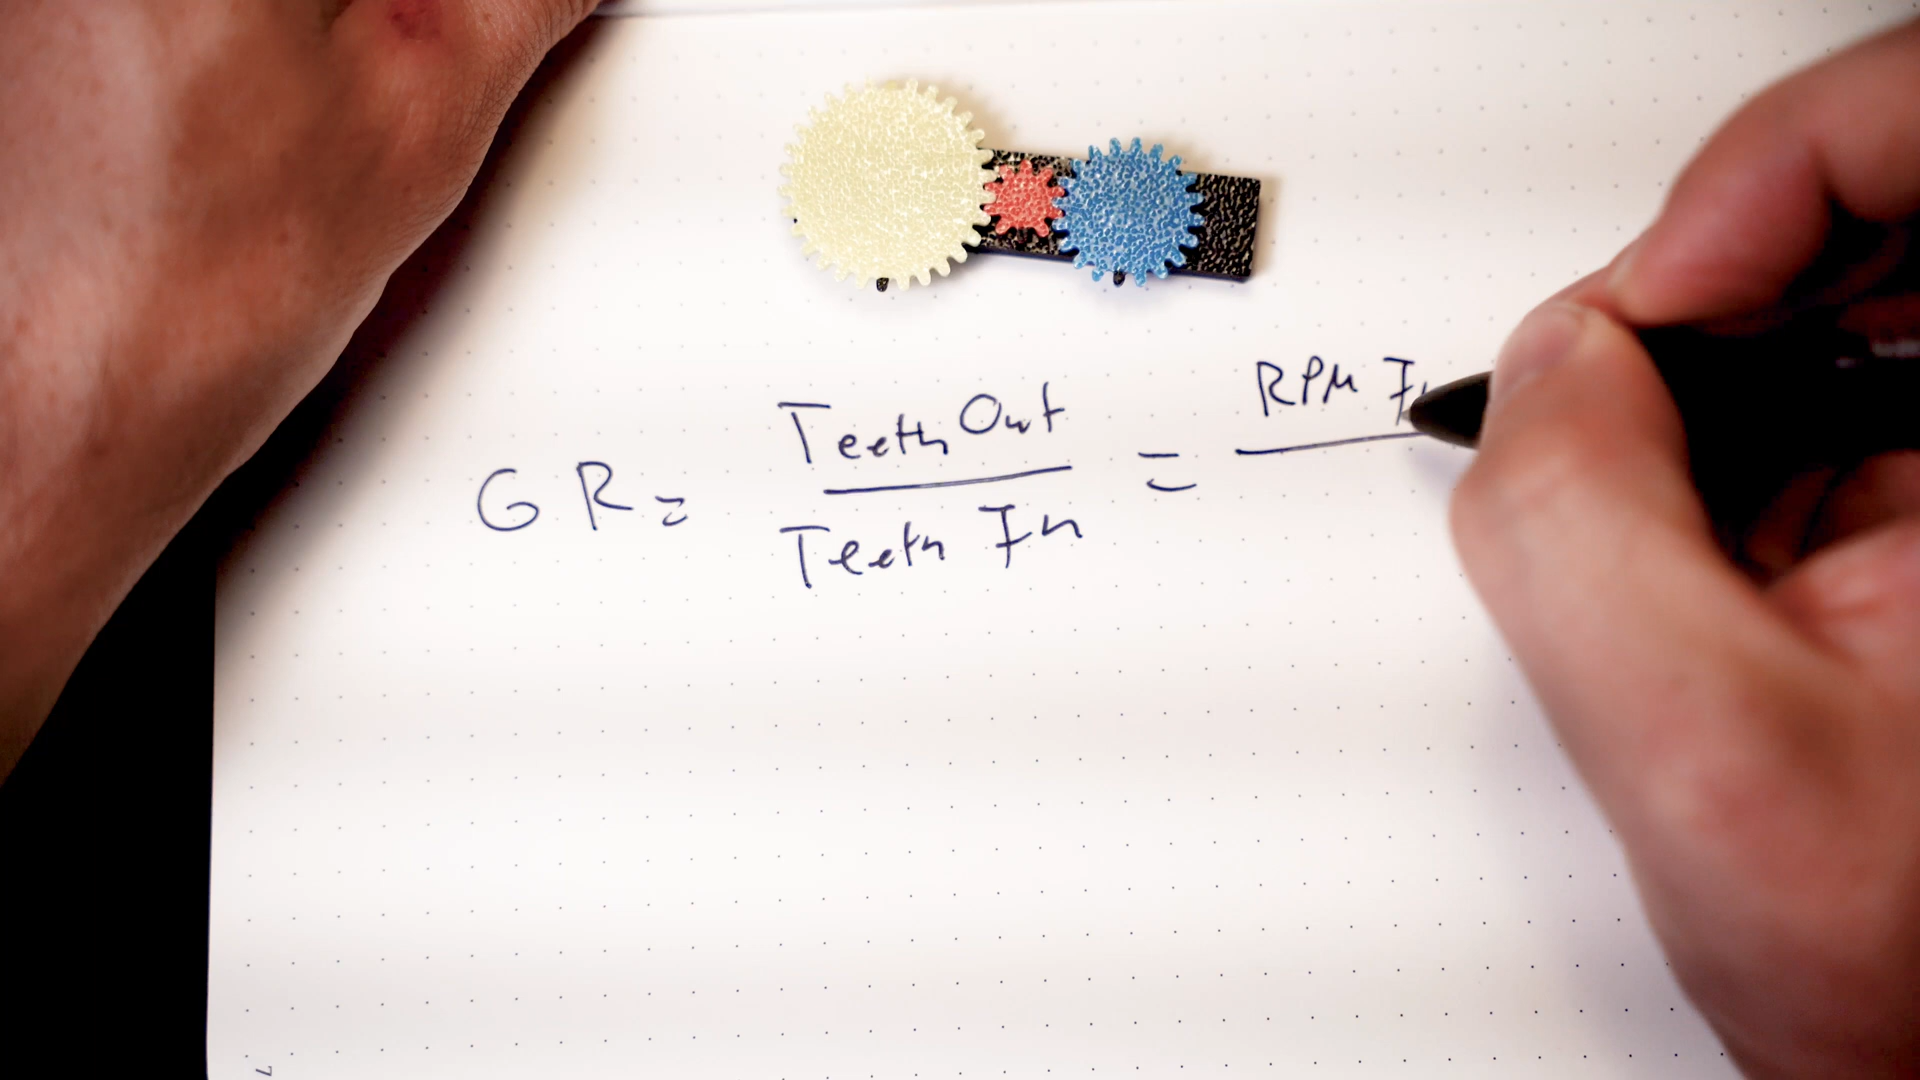 GR = Teeth Out / Teeth In = RPM In